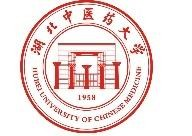 湖北中医药大学
1958
HUBEI UNIVERSITY OF CHINESE MEDICINE